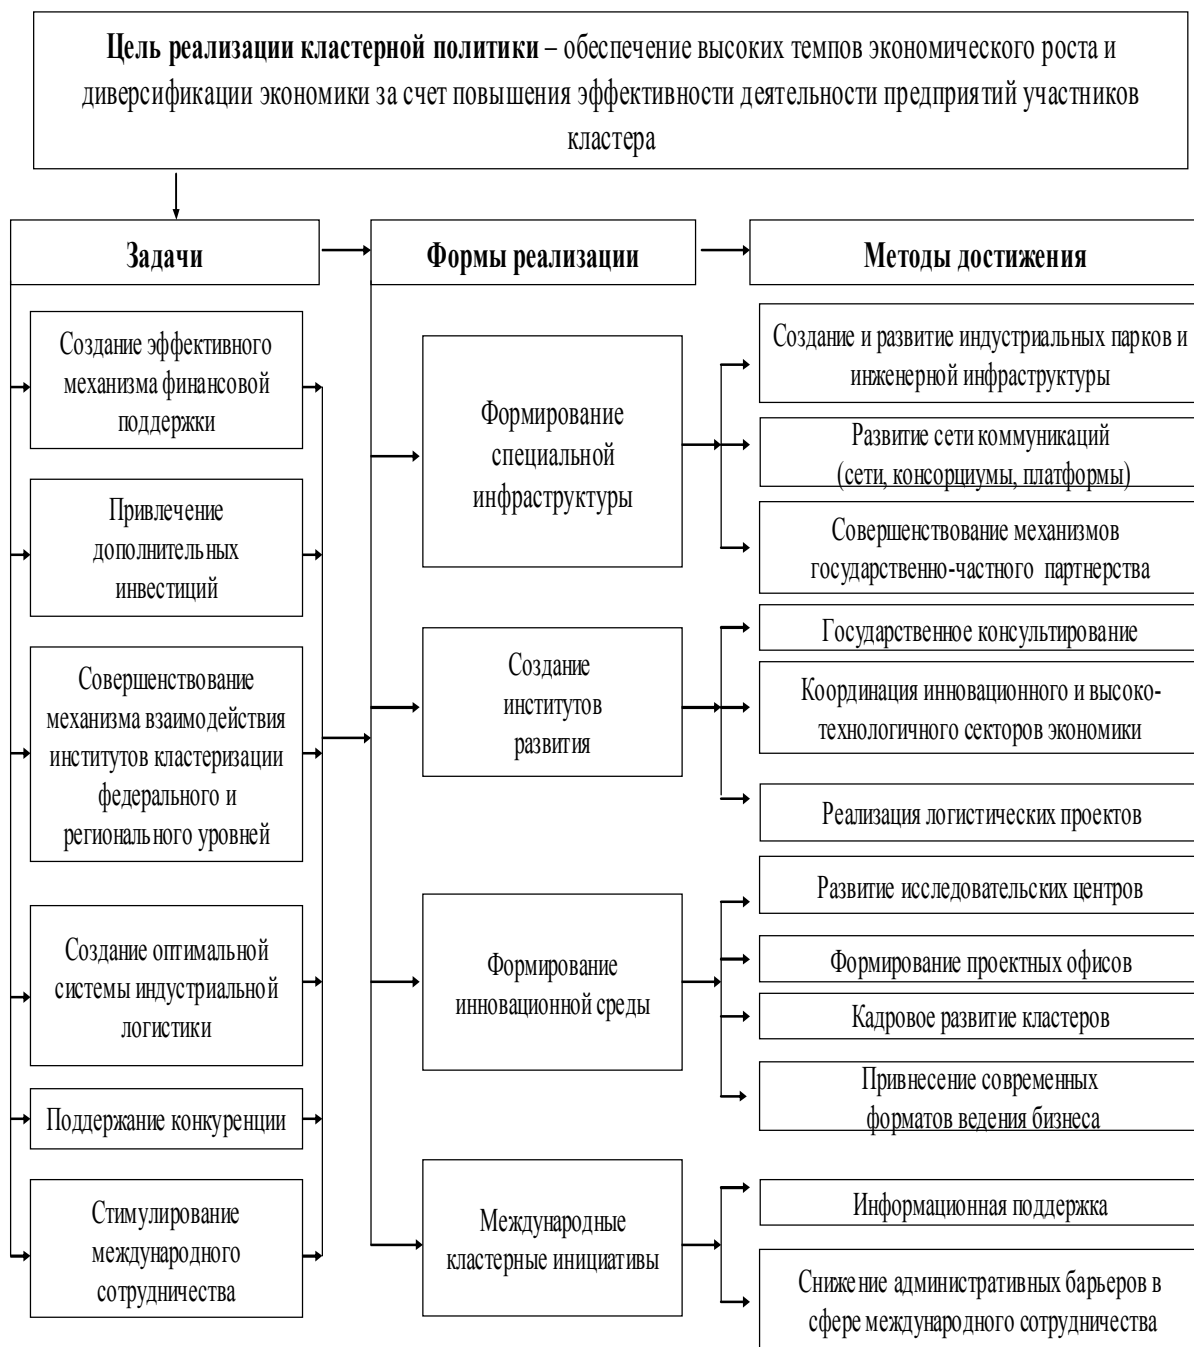 Цель реализации кластерной политики – обеспечение высоких темпов экономического роста и
диверсификации экономики за счет повышения эффективности деятельности предприятий участников
кластера
Задачи
Формы реализации
Методы достижения
Создание эффективного
механизма финансовой
поддержки
Привлечение
дополнительных
инвестиций
Совершенствование
механизма взаимодействия
институтов кластеризации
федерального и
регионального уровней
Создание оптимальной
системы индустриальной
логистики
Поддержание конкуренции
Стимулирование
международного
сотрудничества
Формирование
специальной
инфраструктуры
Создание
институтов
развития
Формирование
инновационной среды
Международные
кластерные инициативы
Создание и развитие индустриальных парков и
инженерной инфраструктуры
Развитие сети коммуникаций
(сети, консорциумы, платформы)
Совершенствование механизмов
государственно-частного партнерства
Государственное консультирование
Координация инновационного и высоко-
технологичного секторов экономики
Реализация логистических проектов
Развитие исследовательских центров
Формирование проектных офисов
Кадровое развитие кластеров
Привнесение современных
форматов ведения бизнеса
Информационная поддержка
Снижение административных барьеров в
сфере международного сотрудничества